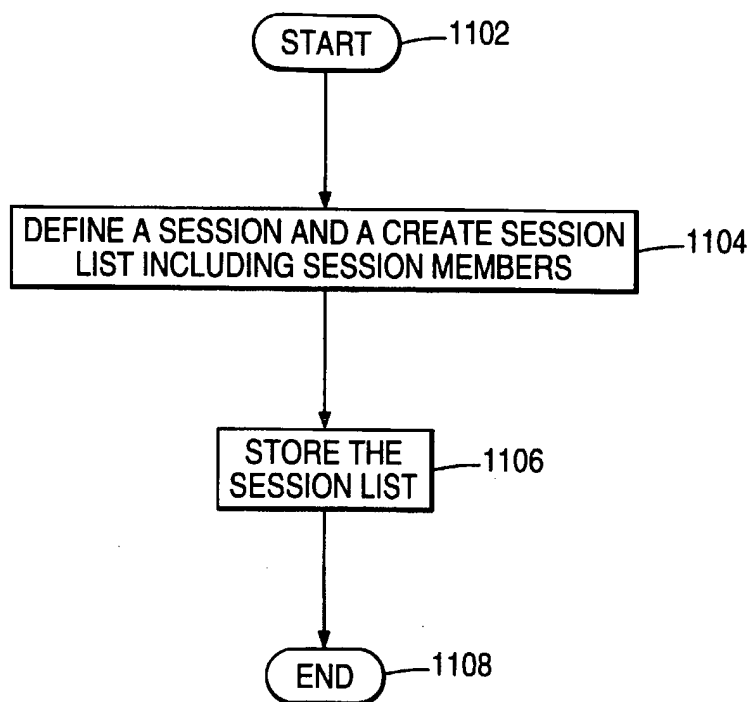 START
1102
DEFINE A SESSION AND A CREATE SESSION
LIST INCLUDING SESSION MEMBERS
1104
STORE THE
SESSION LIST
1106
END
1108